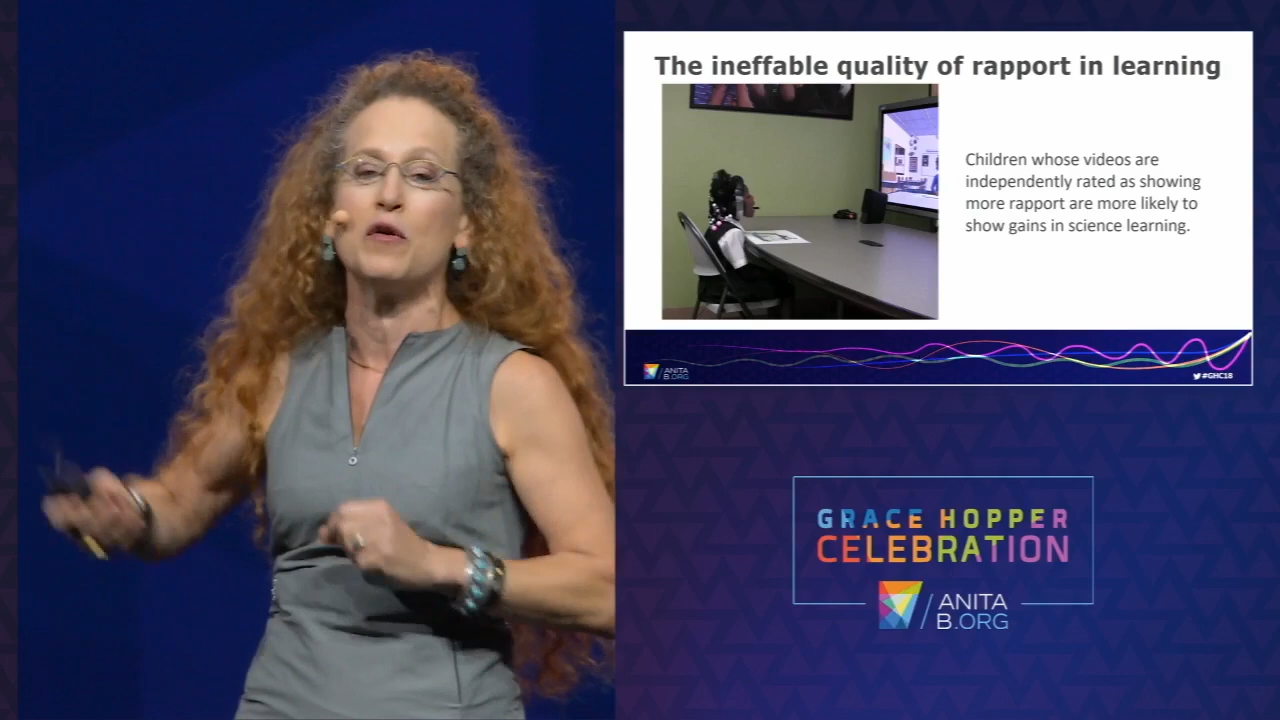 The ineffable quality of rapport in learning
Children whose videos are
independently rated as showing
more rapport are more likely to
show gains in science learning.
ANITA
B.ORG
#GHC18
GRACE HOPPER
CELEBRATION
ANITA
B.ORG